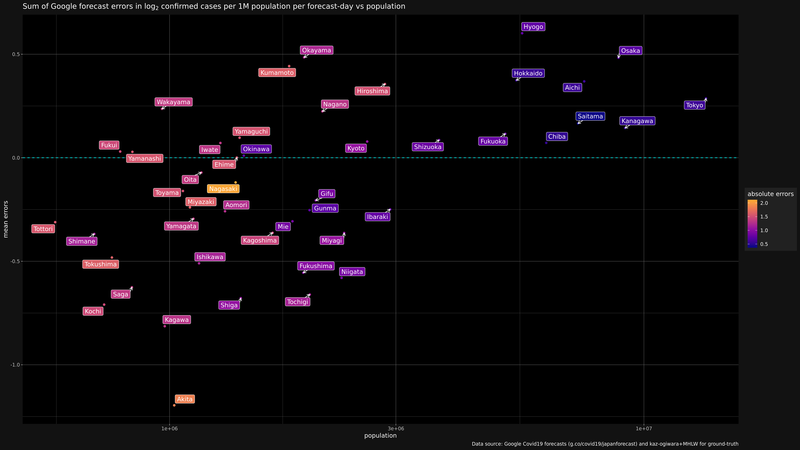 Sum of Google forecast errors in log2 confirmed cases per 1M population per forecast-day vs population
Hyogo
Okayama
Osaka
0.5
Kumamoto
Hokkaido
Aichi
Hiroshima
Wakayama
Nagano
Tokyo
Saitama
Kanagawa
Yamaguchi
Chiba
Fukuoka
Fukui
Iwate
Okinawa
Kyoto
Shizuoka
0.0
Yamanashi
Ehime
Oita
Nagasaki
Toyama
Gifu
absolute errors
2.0
1.5
1.0
0.5
Miyazaki
Aomori
Gunma
Ibaraki
mean errors
Tottori
Yamagata
Mie
Shimane
Kagoshima
Miyagi
Ishikawa
-0.5
Tokushima
Fukushima
Niigata
Saga
Tochigi
Shiga
Kochi
Kagawa
-1.0
Akita
1e+06
3e+06
1e+07
population
Data source: Google Covid19 forecasts (g.co/covid19/japanforecast) and kaz-ogiwara+MHLW for ground-truth